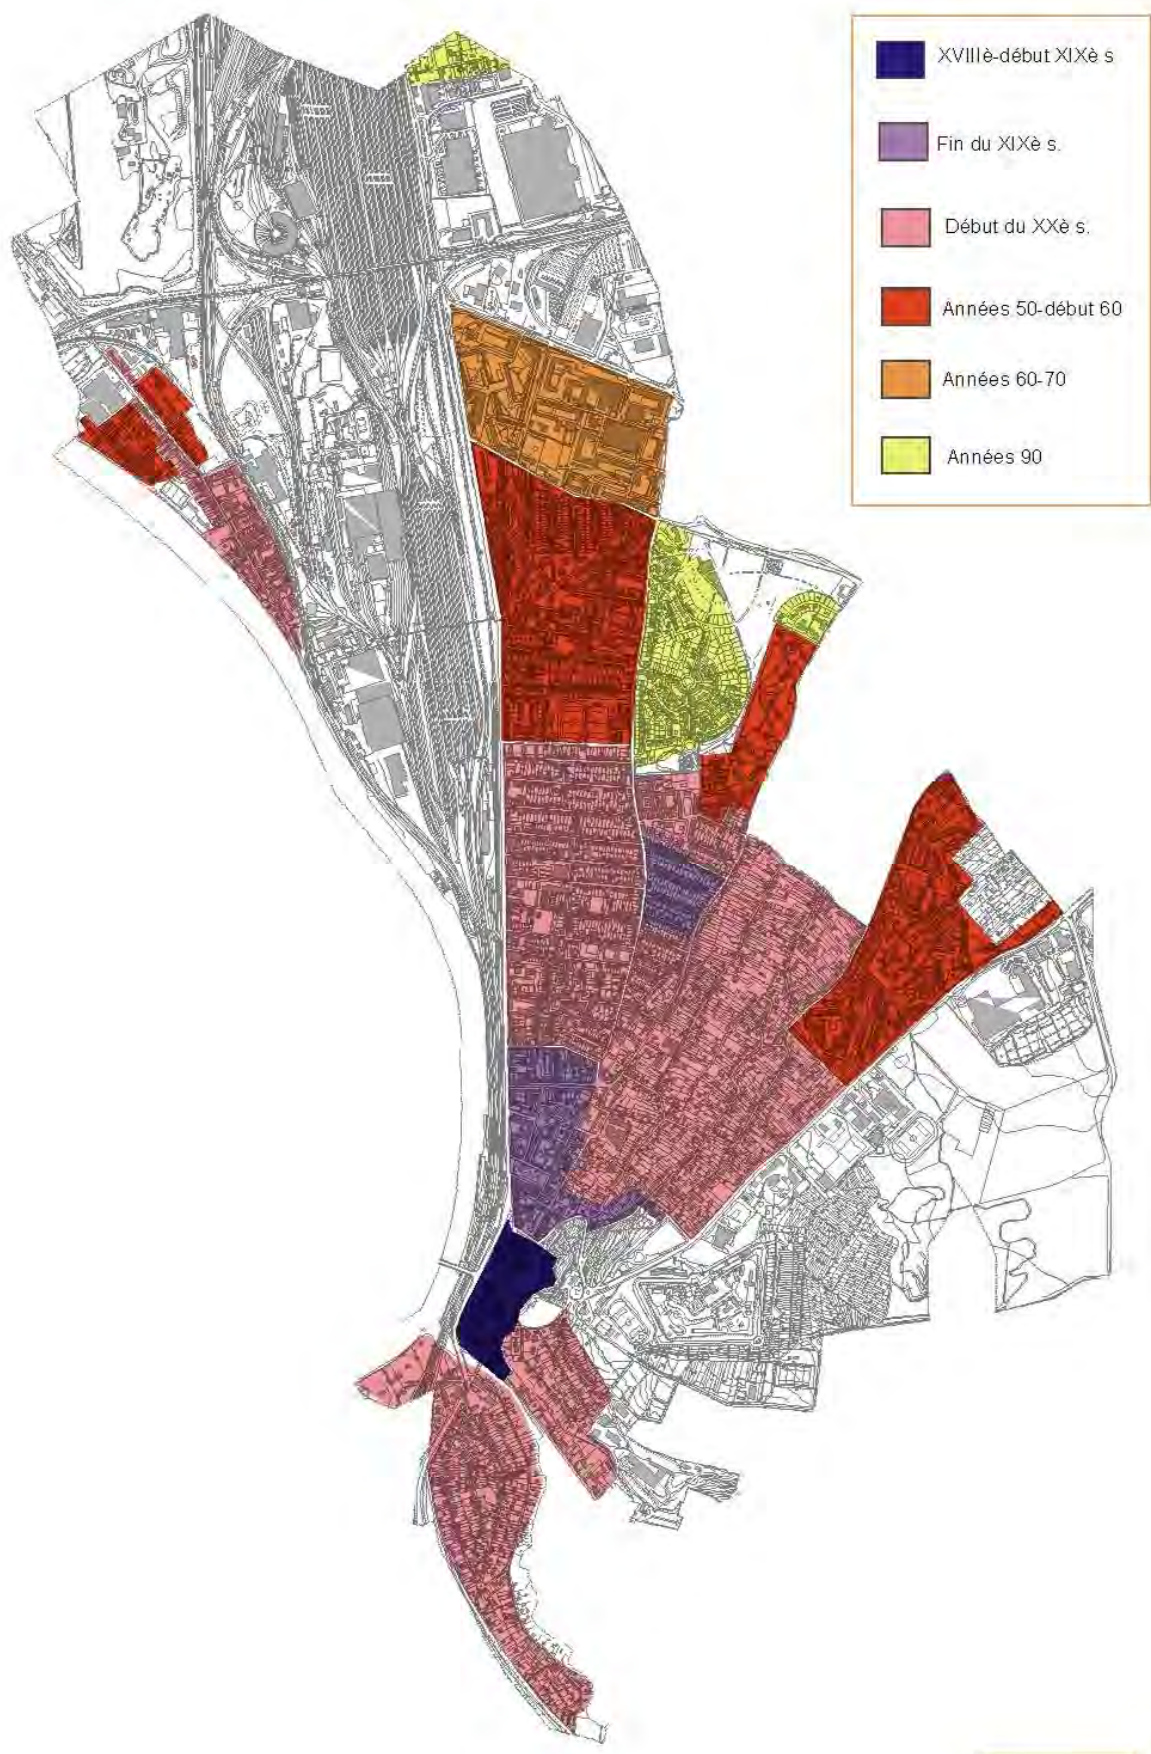 XVIIIè-début XIXè s
Fin du XIXè s.
Début du XXè s.
Années 50-début 60
Années 60-70
Années 90